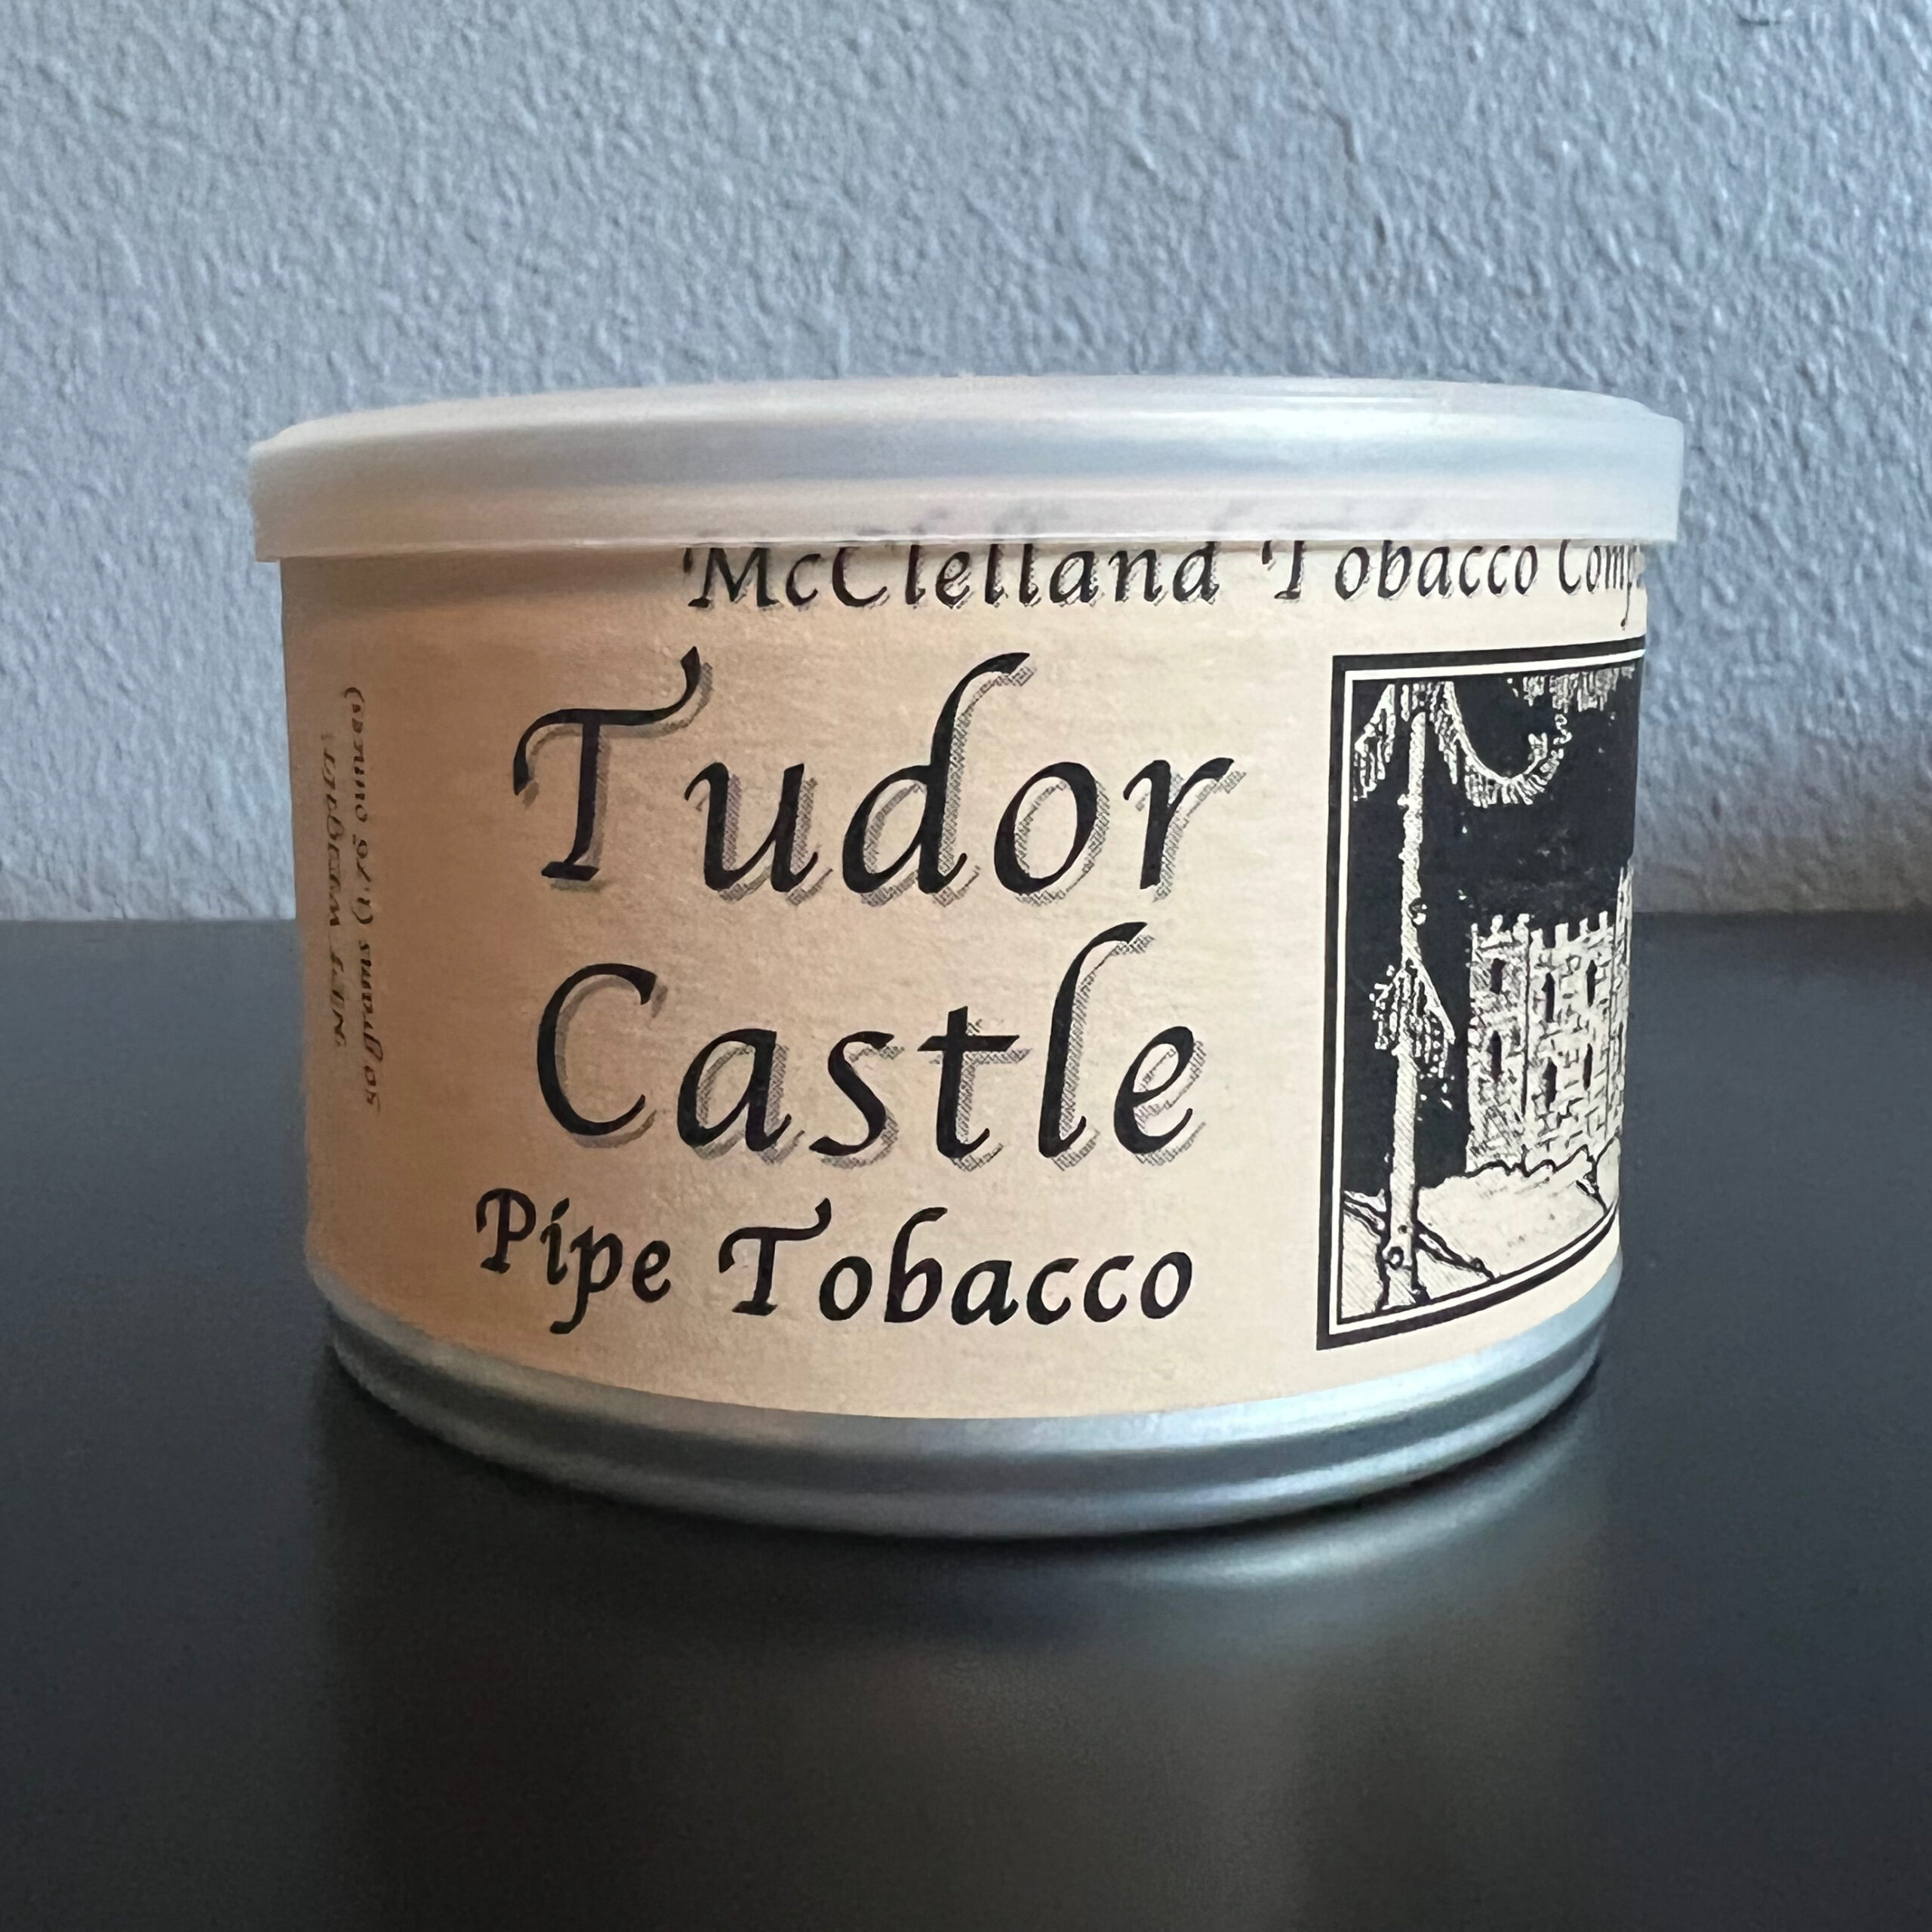 McClelland Tobacco Comp
Tudor
Castle
Pipe Tobacco
NET WEIGHT
50 grams (1.76 ounces)